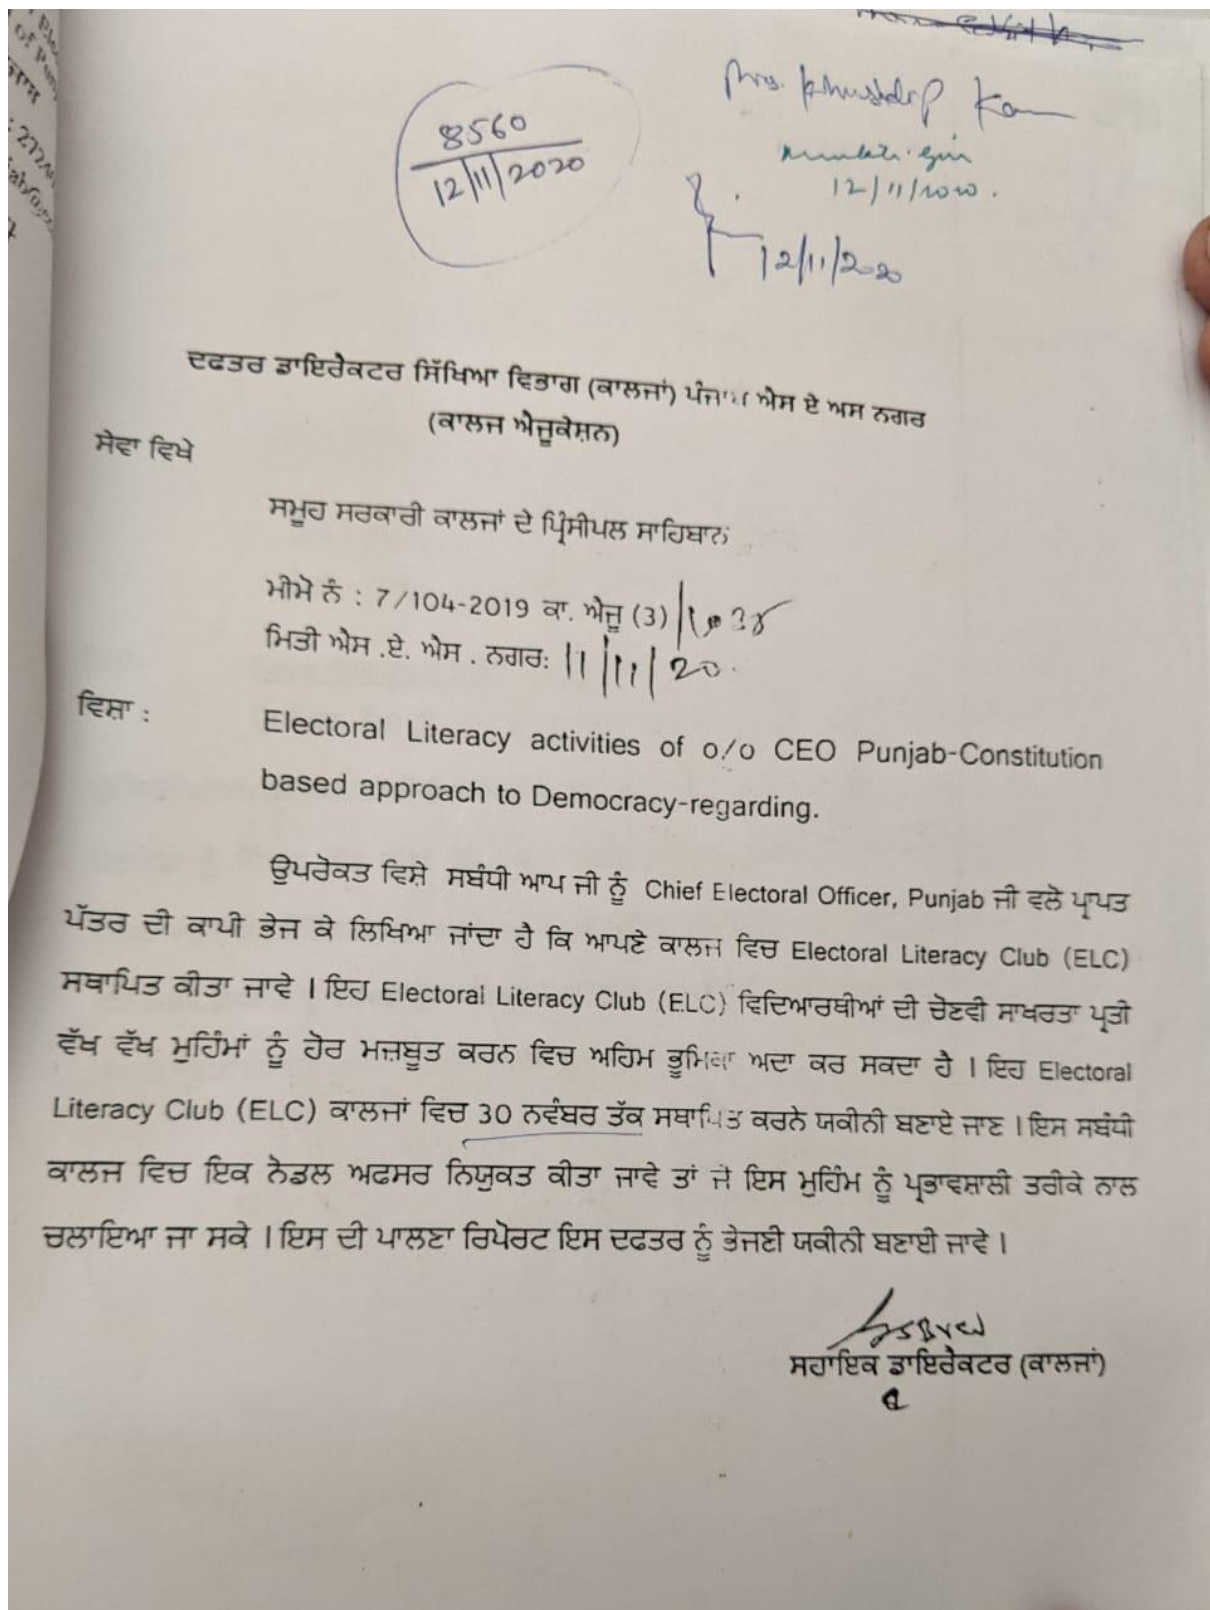 8560
12/11/2020
Mrs. Khushdip Kaur
12/11/2020.
12/11/2020
ਦਫਤਰ ਡਾਇਰੈਕਟਰ ਸਿੱਖਿਆ ਵਿਭਾਗ (ਕਾਲਜਾਂ) ਪੰਜਾਬ ਐਸ ਏ ਅਸ ਨਗਰ
(ਕਾਲਜ ਐਜੂਕੇਸ਼ਨ)
ਸੇਵਾ ਵਿਖੇ
ਸਮੂਹ ਸਰਕਾਰੀ ਕਾਲਜਾਂ ਦੇ ਪ੍ਰਿੰਸੀਪਲ ਸਾਹਿਬਾਨ
ਮੀਮੋ ਨੰ : 7/104-2019 ਕਾ. ਐਜੂ (3)
ਮਿਤੀ ਐਸ .ਏ. ਐਸ . ਨਗਰ: 11/11/20.
ਵਿਸ਼ਾ : Electoral Literacy activities of o/o CEO Punjab-Constitution
based approach to Democracy-regarding.
ਉਪਰੋਕਤ ਵਿਸ਼ੇ ਸਬੰਧੀ ਆਪ ਜੀ ਨੂੰ Chief Electoral Officer, Punjab ਜੀ ਵਲੋ ਪ੍ਰਾਪਤ
ਪੱਤਰ ਦੀ ਕਾਪੀ ਭੇਜ ਕੇ ਲਿਖਿਆ ਜਾਂਦਾ ਹੈ ਕਿ ਆਪਣੇ ਕਾਲਜ ਵਿਚ Electoral Literacy Club (ELC)
ਸਥਾਪਿਤ ਕੀਤਾ ਜਾਵੇ । ਇਹ Electoral Literacy Club (ELC) ਵਿਦਿਆਰਥੀਆਂ ਦੀ ਚੋਣਵੀ ਸਾਖਰਤਾ ਪ੍ਰਤੀ
ਵੱਖ ਵੱਖ ਮੁਹਿੰਮਾਂ ਨੂੰ ਹੋਰ ਮਜ਼ਬੂਤ ਕਰਨ ਵਿਚ ਅਹਿਮ ਭੂਮਿਕਾ ਅਦਾ ਕਰ ਸਕਦਾ ਹੈ । ਇਹ Electoral
Literacy Club (ELC) ਕਾਲਜਾਂ ਵਿਚ 30 ਨਵੰਬਰ ਤੱਕ ਸਥਾਪਿਤ ਕਰਨੇ ਯਕੀਨੀ ਬਣਾਏ ਜਾਣ । ਇਸ ਸਬੰਧੀ
ਕਾਲਜ ਵਿਚ ਇਕ ਨੋਡਲ ਅਫਸਰ ਨਿਯੁਕਤ ਕੀਤਾ ਜਾਵੇ ਤਾਂ ਜੋ ਇਸ ਮੁਹਿੰਮ ਨੂੰ ਪ੍ਰਭਾਵਸ਼ਾਲੀ ਤਰੀਕੇ ਨਾਲ
ਚਲਾਇਆ ਜਾ ਸਕੇ । ਇਸ ਦੀ ਪਾਲਣਾ ਰਿਪੋਰਟ ਇਸ ਦਫਤਰ ਨੂੰ ਭੇਜਣੀ ਯਕੀਨੀ ਬਣਾਈ ਜਾਵੇ ।
ਸਹਾਇਕ ਡਾਇਰੈਕਟਰ (ਕਾਲਜਾਂ)